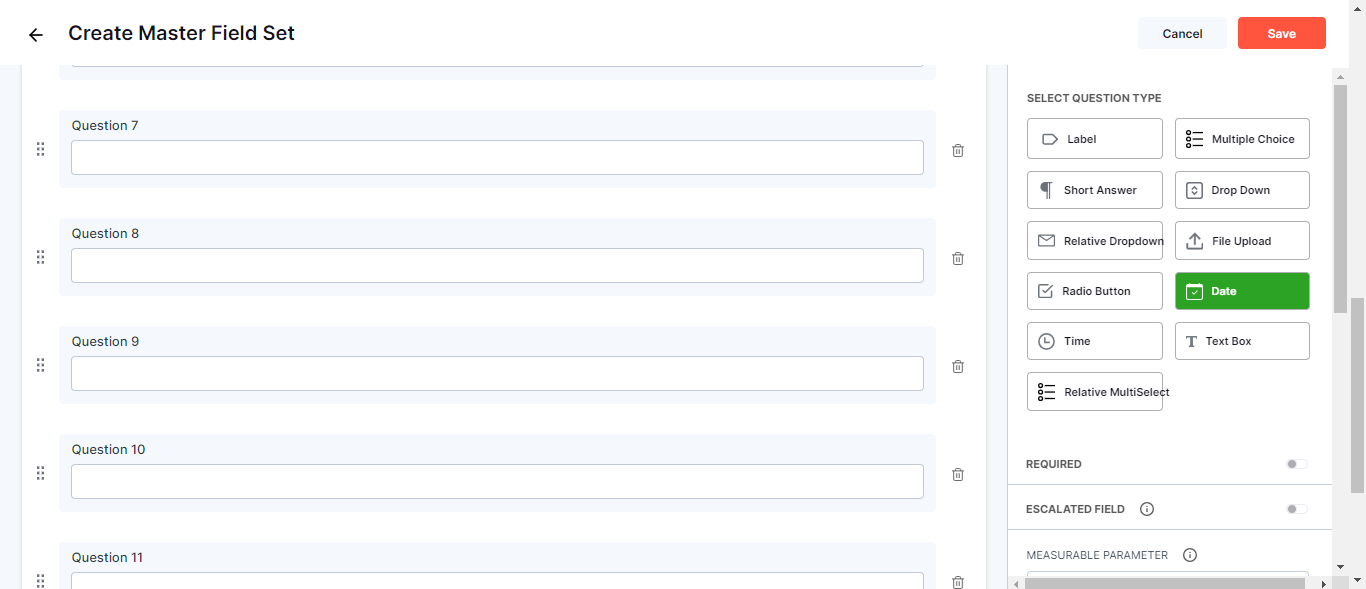 Create Master Field Set
Cancel
Save
Question 7
Question 8
Question 9
Question 10
Question 11
SELECT QUESTION TYPE
Label
Multiple Choice
Short Answer
Drop Down
Relative Dropdown
File Upload
Radio Button
Date
Time
Text Box
Relative MultiSelect
REQUIRED
ESCALATED FIELD
MEASURABLE PARAMETER